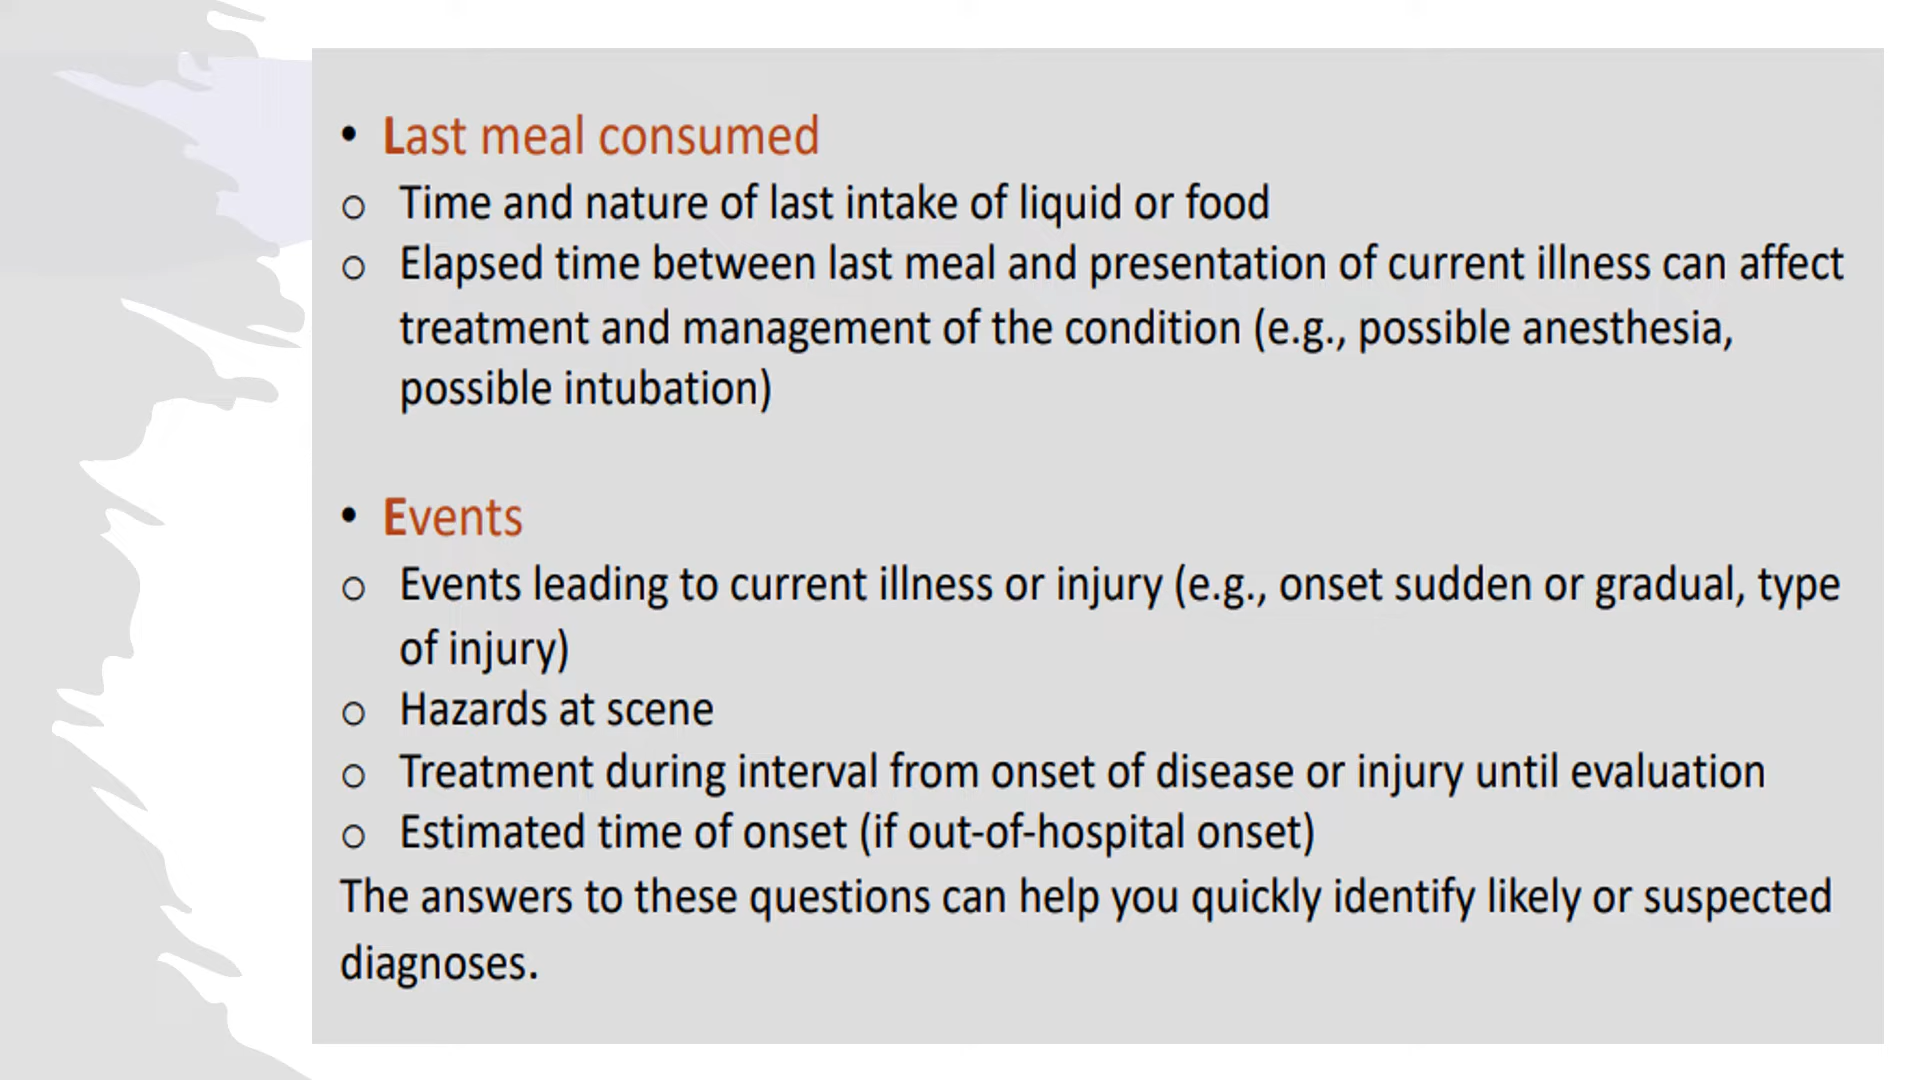 • Last meal consumed
o Time and nature of last intake of liquid or food
o Elapsed time between last meal and presentation of current illness can affect
treatment and management of the condition (e.g., possible anesthesia,
possible intubation)
• Events
o Events leading to current illness or injury (e.g., onset sudden or gradual, type
of injury)
o Hazards at scene
o Treatment during interval from onset of disease or injury until evaluation
o Estimated time of onset (if out-of-hospital onset)
The answers to these questions can help you quickly identify likely or suspected
diagnoses.